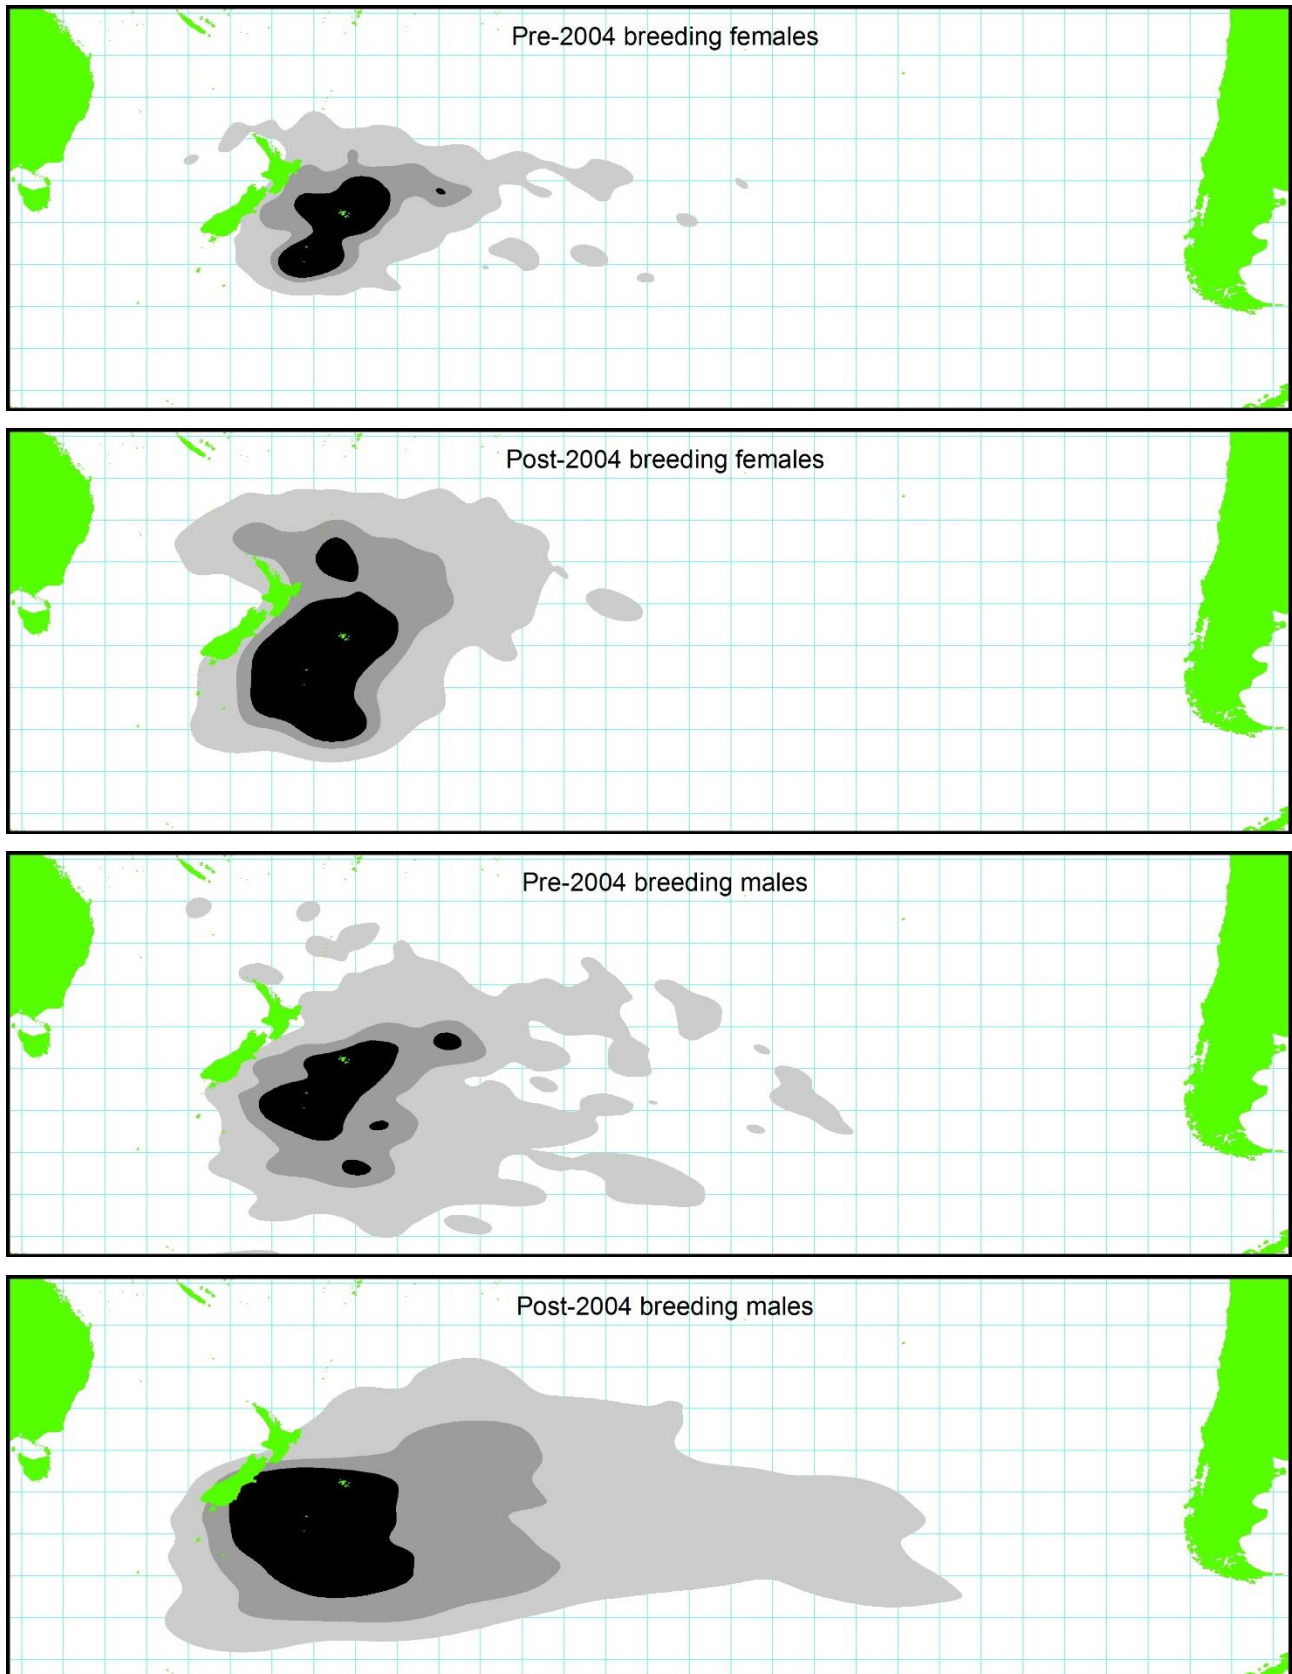 Pre-2004 breeding females
Post-2004 breeding females
Pre-2004 breeding males
Post-2004 breeding males